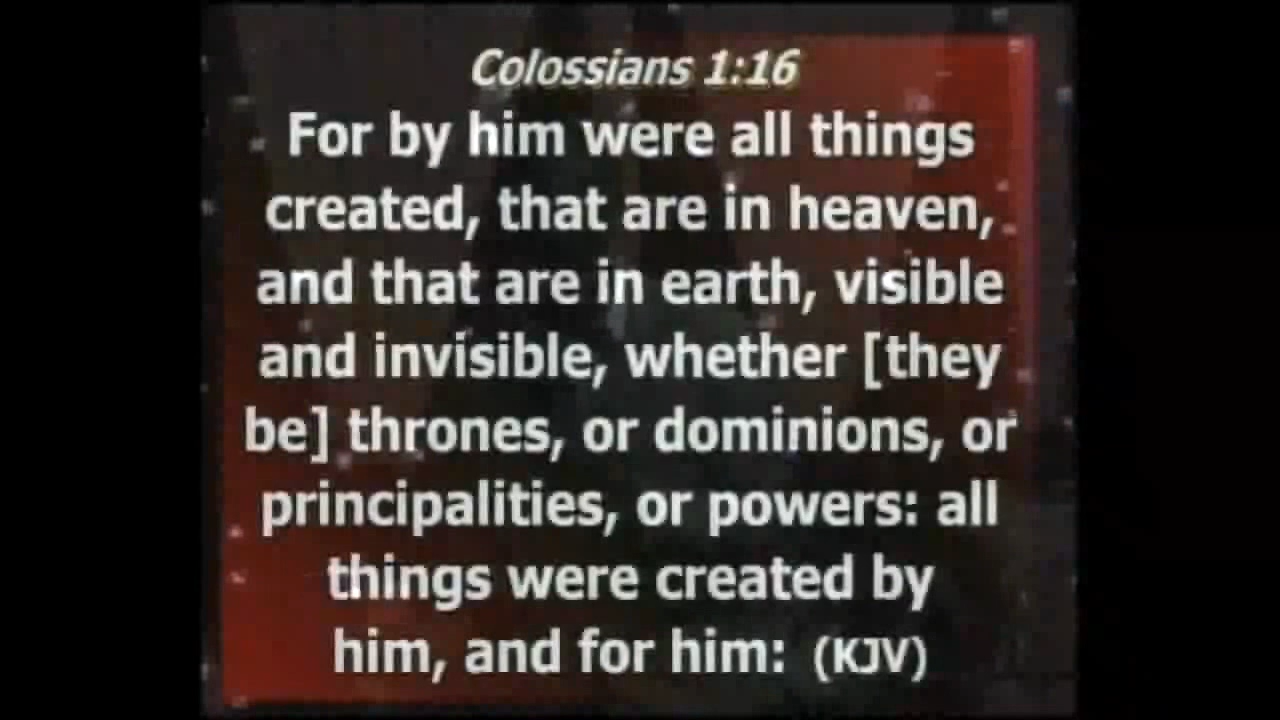 Colossians 1:16
For by him were all things
created, that are in heaven,
and that are in earth, visible
and invisible, whether [they
be] thrones, or dominions, or
principalities, or powers: all
things were created by
him, and for him: (KJV)